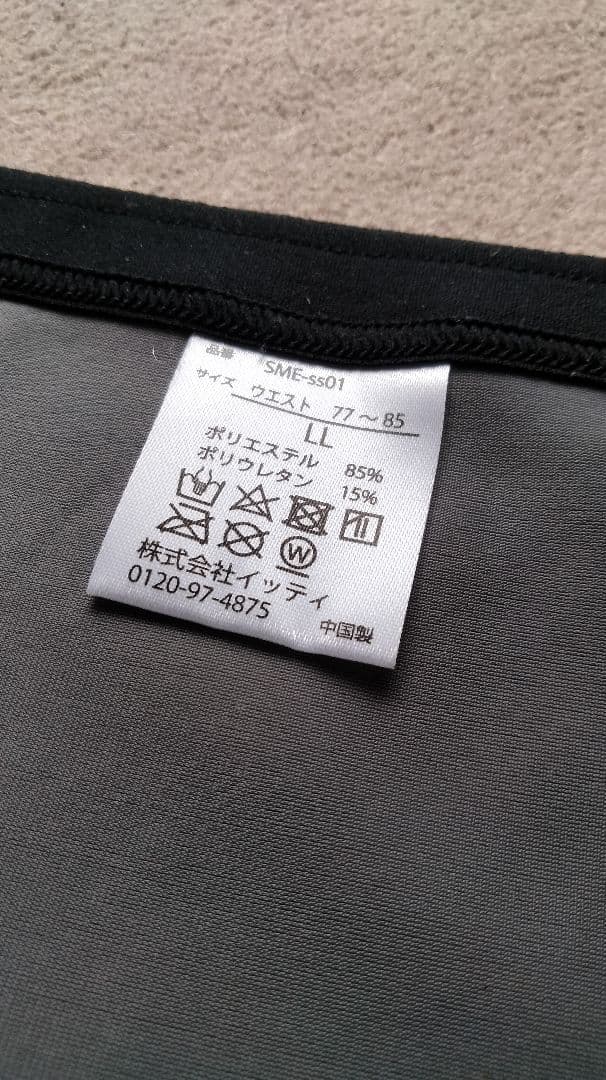 品番 SME-ss01
サイズ ウエスト 77～85
LL
ポリエステル 85%
ポリウレタン 15%
W
株式会社イッティ
0120-97-4875
中国製